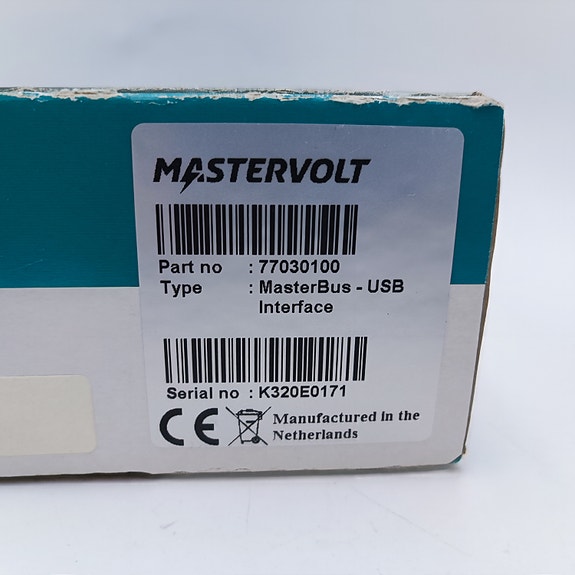 MASTERVOLT
Part no : 77030100
Type : MasterBus - USB
Interface
Serial no : K320E0171
CE Manufactured in the
Netherlands